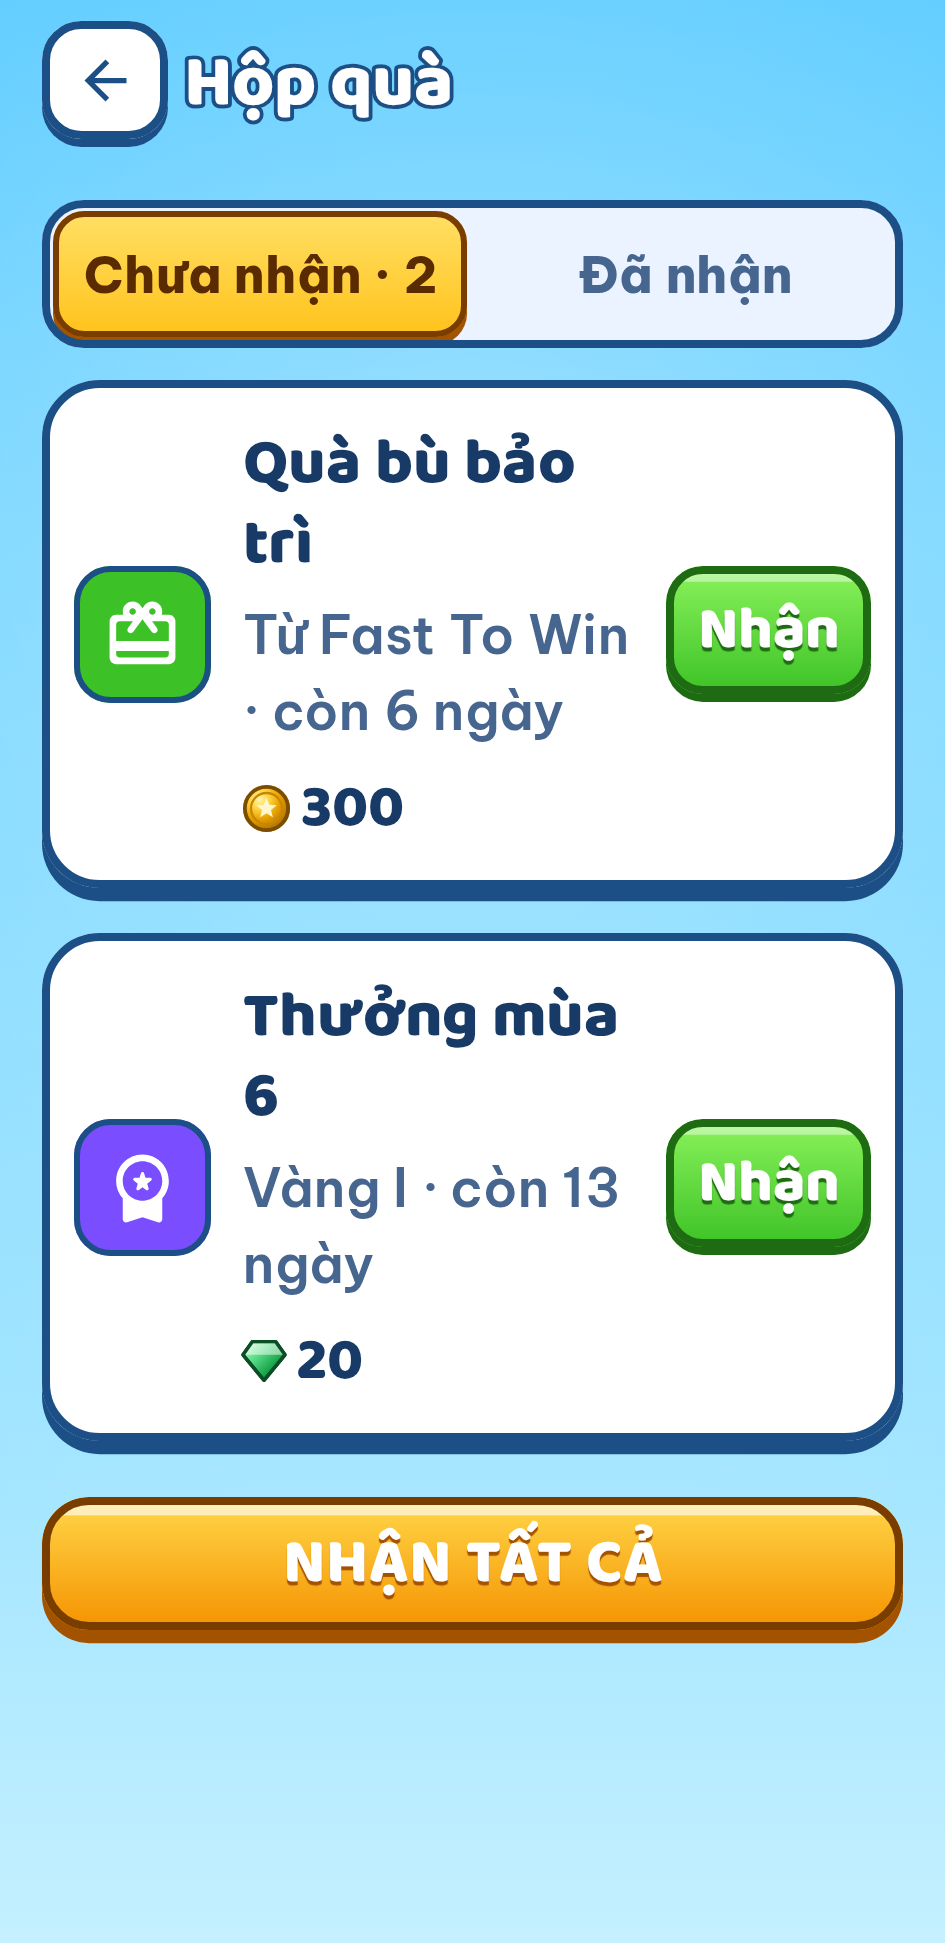 Hộp quà
Chưa nhận · 2
Đã nhận
Quà bù bảo
trì
Từ Fast To Win
· còn 6 ngày
300
Nhận
Thưởng mùa
6
Vàng I · còn 13
ngày
20
Nhận
NHẬN TẤT CẢ